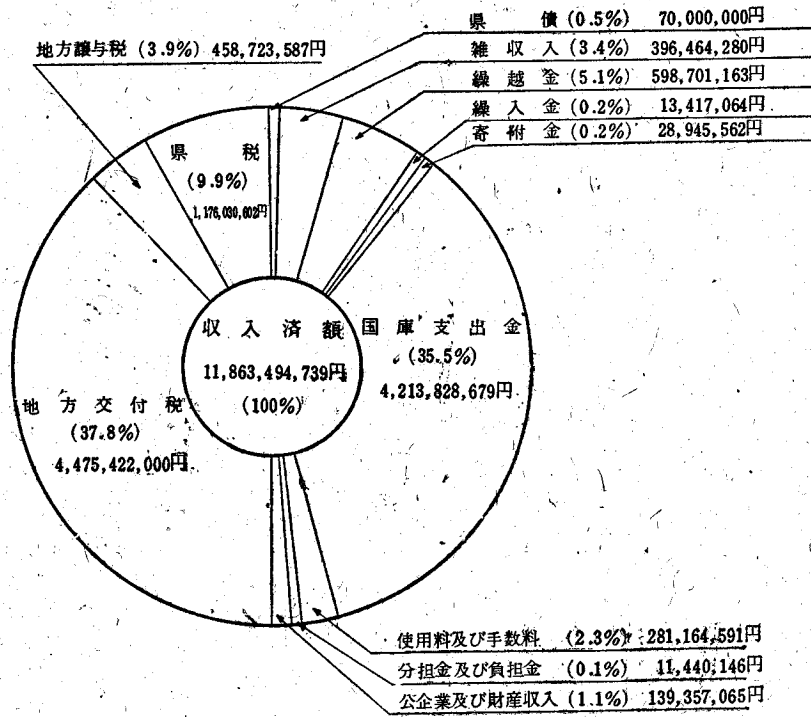 県債(0.5%) 70,000,000円
雑収入(3.4%) 396,464,280円
繰越金(5.1%) 598,701,163円
繰入金(0.2%) 13,417,064円
寄附金(0.2%) 28,945,562円
地方譲与税(3.9%) 458,723,587円
県税
(9.9%)
1,176,030,602円
収入済額
11,863,494,739円
(100%)
国庫支出金
(35.5%)
4,213,828,679円
地方交付税
(37.8%)
4,475,422,000円
使用料及び手数料 (2.3%) 281,164,591円
分担金及び負担金 (0.1%) 11,440,146円
公企業及び財産収入(1.1%) 139,357,065円